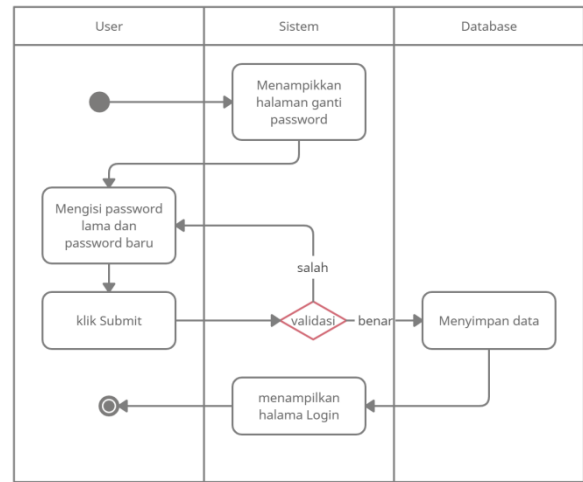 User
Sistem
Database
Menampikkan
halaman ganti
password
Mengisi password
lama dan
password baru
salah
klik Submit
validasi
benar
Menyimpan data
menampilkan
halama Login